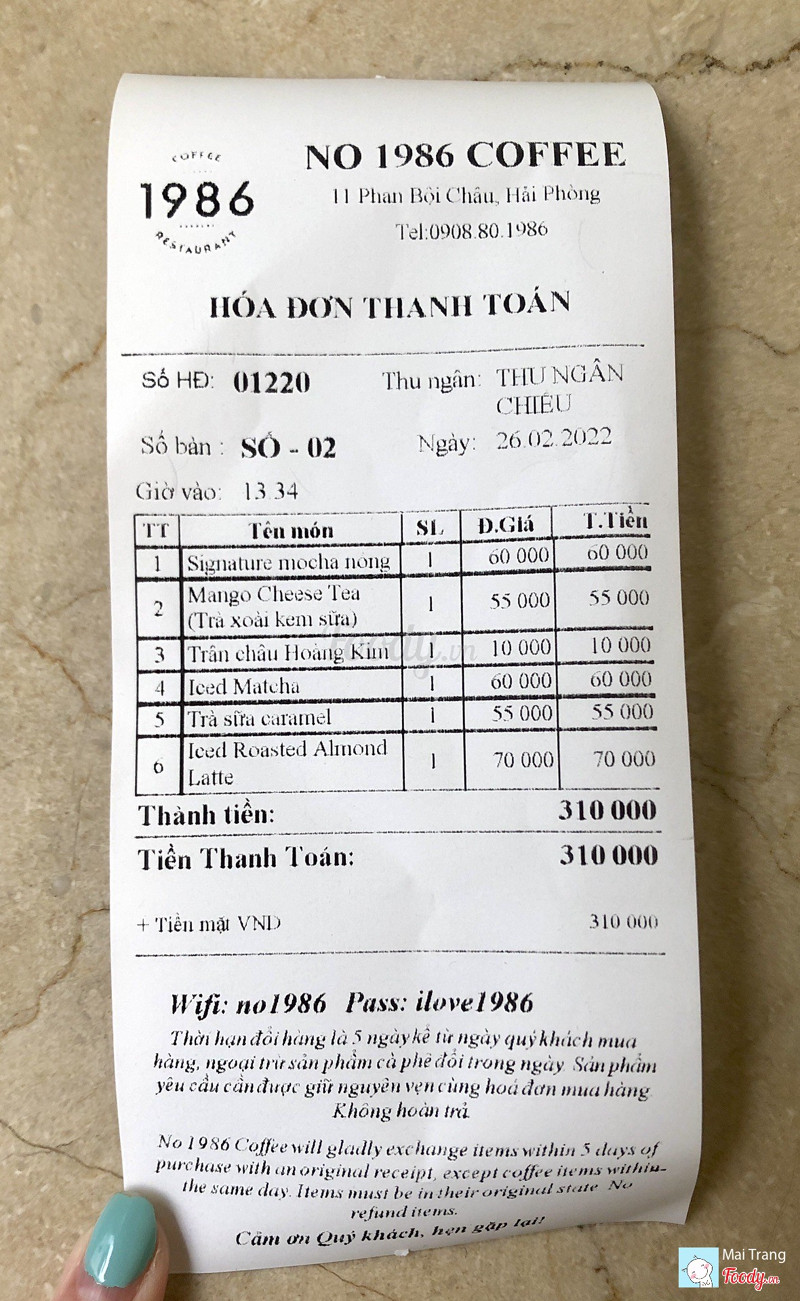 COFFEE
1986
RESTAURANT
NO 1986 COFFEE
11 Phan Bội Châu, Hải Phòng
Tel:0908.80.1986
HÓA ĐƠN THANH TOÁN
Số HĐ: 01220 Thu ngân: THU NGÂN CHIỀU
Số bàn : SỐ - 02 Ngày: 26.02.2022
Giờ vào: 13 34
TT Tên món SL Đ.Giá T.Tiền
1 Signature mocha nóng 1 60 000 60 000
2 Mango Cheese Tea
(Trà xoài kem sữa) 1 55 000 55 000
3 Trân châu Hoàng Kim 1 10 000 10 000
4 Iced Matcha 1 60 000 60 000
5 Trà sữa caramel 1 55 000 55 000
6 Iced Roasted Almond
Latte 1 70 000 70 000
Thành tiền: 310 000
Tiền Thanh Toán: 310 000
+ Tiền mặt VND 310 000
Wifi: no1986 Pass: ilove1986
Thời hạn đổi hàng là 5 ngày kể từ ngày quý khách mua
hàng, ngoại trừ sản phẩm cà phê đổi trong ngày. Sản phẩm
yêu cầu cần được giữ nguyên vẹn cùng hoá đơn mua hàng.
Không hoàn trả.
No 1986 Coffee will gladly exchange items within 5 days of
purchase with an original receipt, except coffee items within
the same day. Items must be in their original state. No
refund items.
Cảm ơn Quý khách, hẹn gặp lại!
Foody.vn
Mai Trang
Foody.vn